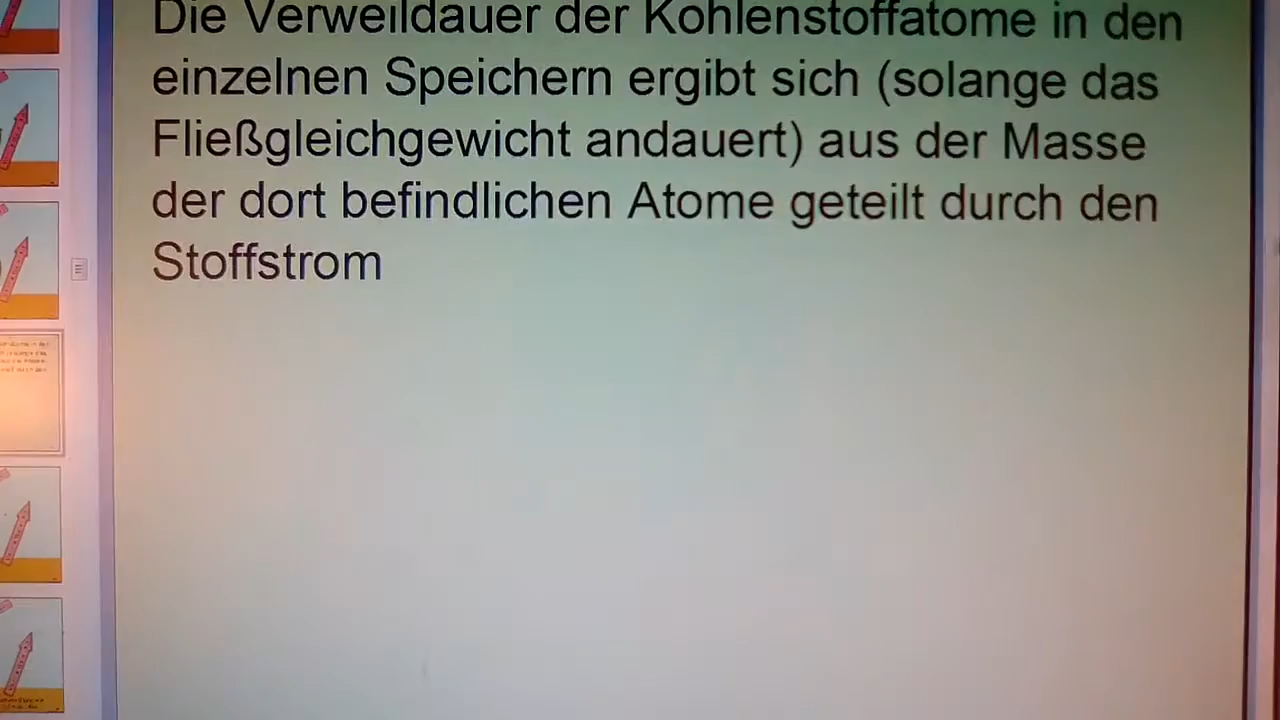 Die Verweildauer der Kohlenstoffatome in den
einzelnen Speichern ergibt sich (solange das
Fließgleichgewicht andauert) aus der Masse
der dort befindlichen Atome geteilt durch den
Stoffstrom